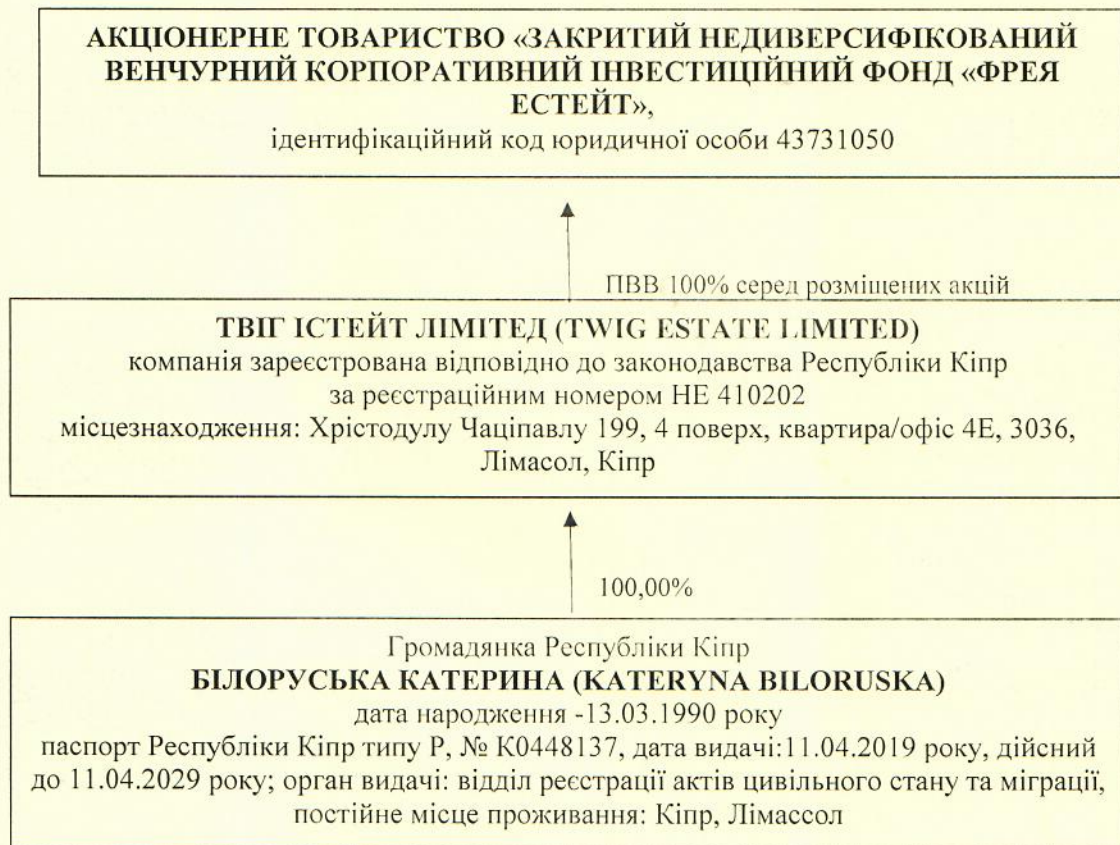 АКЦІОНЕРНЕ ТОВАРИСТВО «ЗАКРИТИЙ НЕДИВЕРСИФІКОВАНИЙ
ВЕНЧУРНИЙ КОРПОРАТИВНИЙ ІНВЕСТИЦІЙНИЙ ФОНД «ФРЕЯ
ЕСТЕЙТ»,
ідентифікаційний код юридичної особи 43731050
ПВВ 100% серед розміщених акцій
ТВІГ ІСТЕЙТ ЛІМІТЕД (TWIG ESTATE LIMITED)
компанія зареєстрована відповідно до законодавства Республіки Кіпр
за реєстраційним номером НЕ 410202
місцезнаходження: Хрістодулу Чаціпавлу 199, 4 поверх, квартира/офіс 4Е, 3036,
Лімасол, Кіпр
100,00%
Громадянка Республіки Кіпр
БІЛОРУСЬКА КАТЕРИНА (KATERYNA BILORUSKA)
дата народження -13.03.1990 року
паспорт Республіки Кіпр типу Р, № К0448137, дата видачі:11.04.2019 року, дійсний
до 11.04.2029 року; орган видачі: відділ реєстрації актів цивільного стану та міграції,
постійне місце проживання: Кіпр, Лімассол